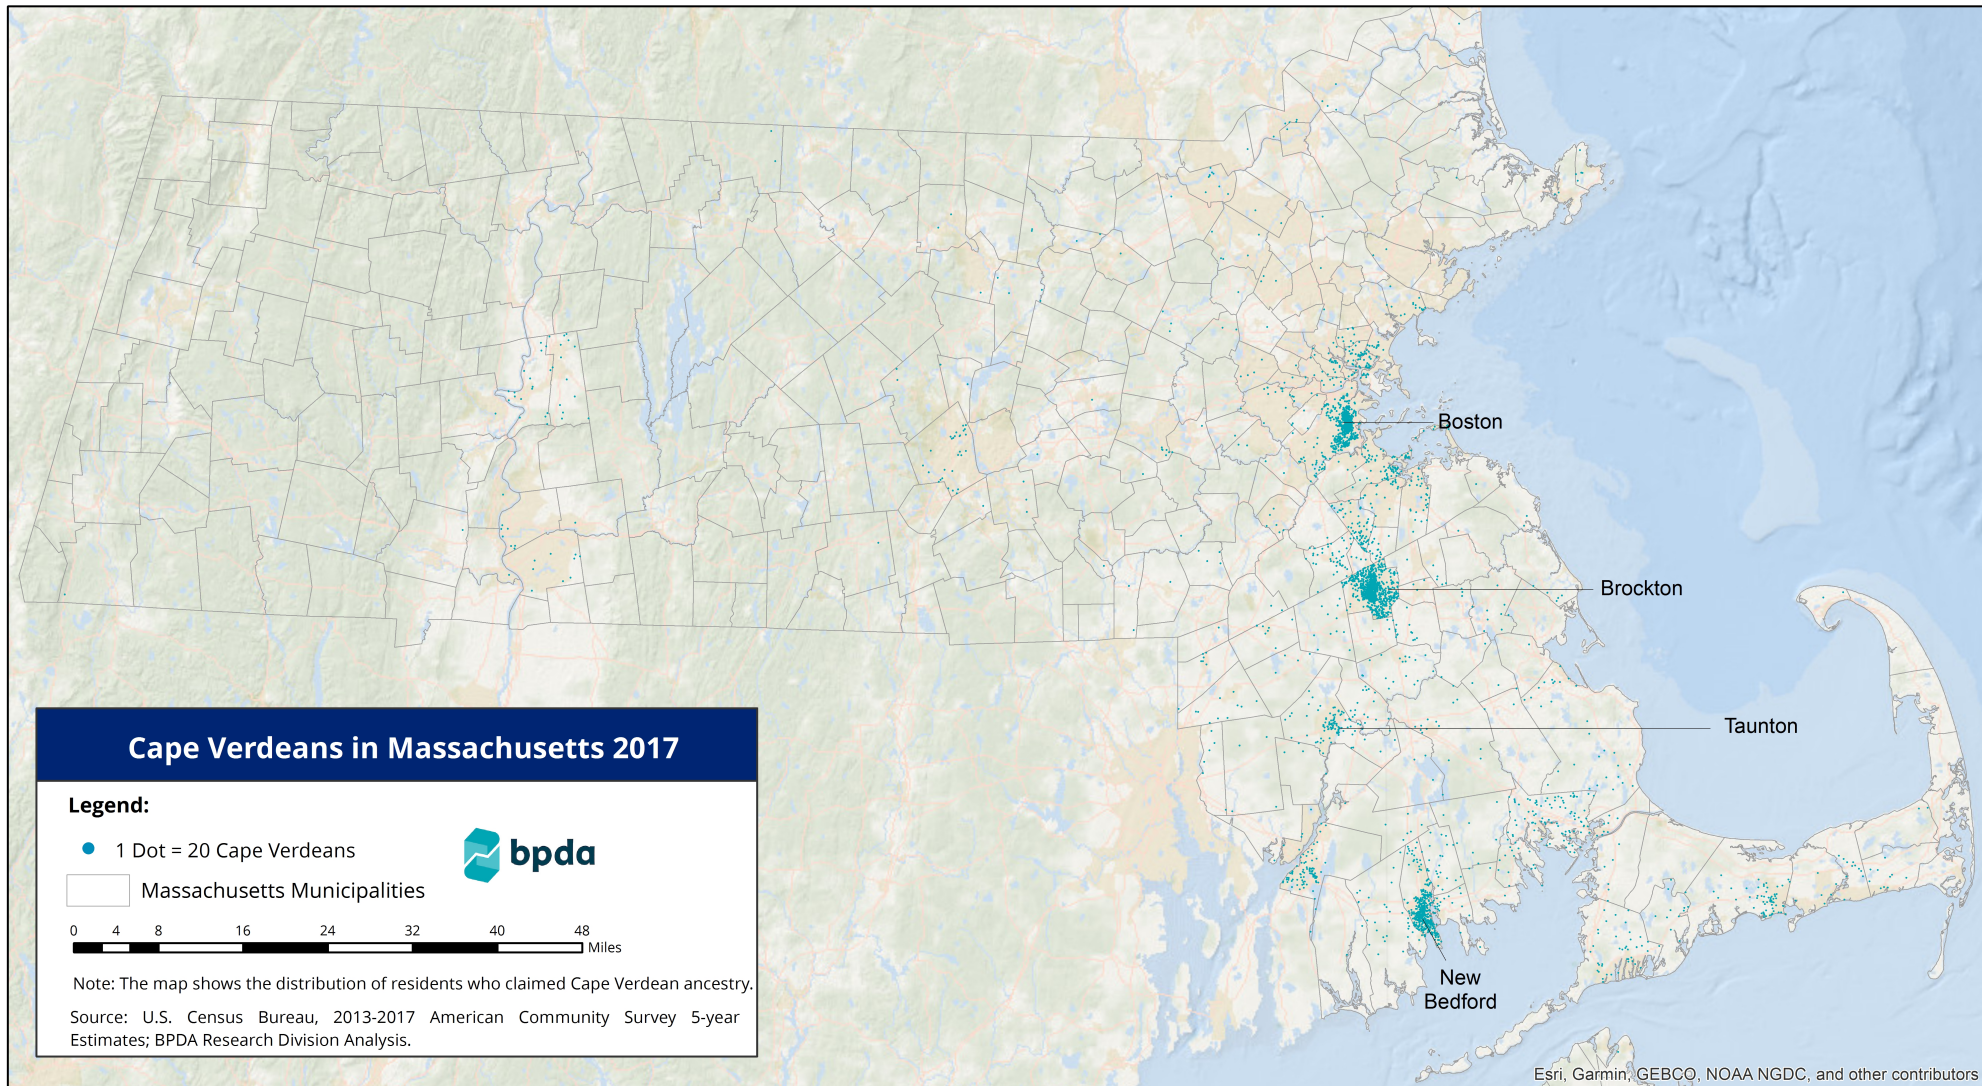 Boston
Brockton
Taunton
New
Bedford
Cape Verdeans in Massachusetts 2017
Legend:
1 Dot = 20 Cape Verdeans
bpda
Massachusetts Municipalities
0 4 8 16 24 32 40 48
Miles
Note: The map shows the distribution of residents who claimed Cape Verdean ancestry.
Source: U.S. Census Bureau, 2013-2017 American Community Survey 5-year
Estimates; BPDA Research Division Analysis.
Esri, Garmin, GEBCO, NOAA NGDC, and other contributors